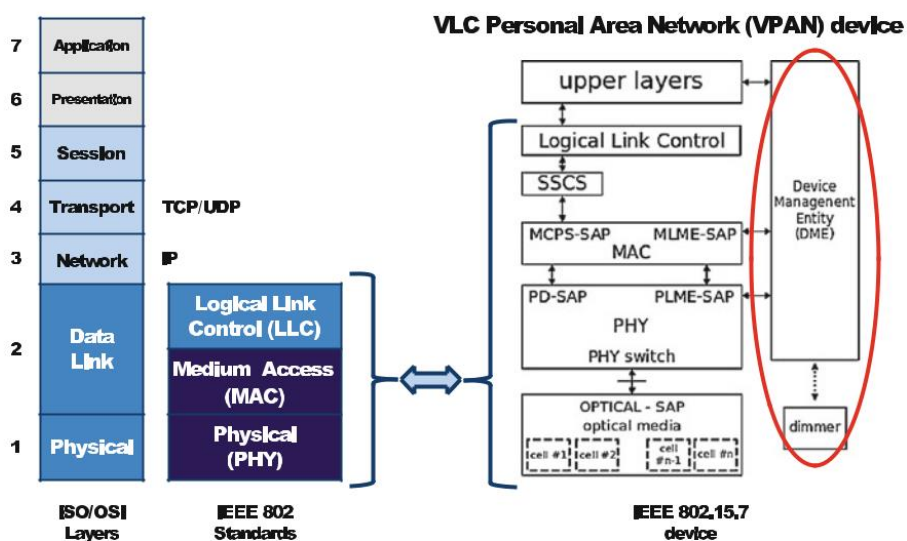 VLC Personal Area Network (VPAN) device
7
Application
6
Presentation
5
Session
4
Transport
TCP/UDP
3
Network
IP
2
Data
Link
Logical Link
Control (LLC)
Medium Access
(MAC)
1
Physical
Physical
(PHY)
ISO/OSI
Layers
IEEE 802
Standards
upper layers
Logical Link Control
SSCS
MCPS-SAP
MLME-SAP
MAC
PD-SAP
PLME-SAP
PHY
PHY switch
OPTICAL - SAP
optical media
cell #1
cell #2
cell
#n-1
cell #n
Device
Management
Entity
(DME)
dimmer
IEEE 802.15.7
device